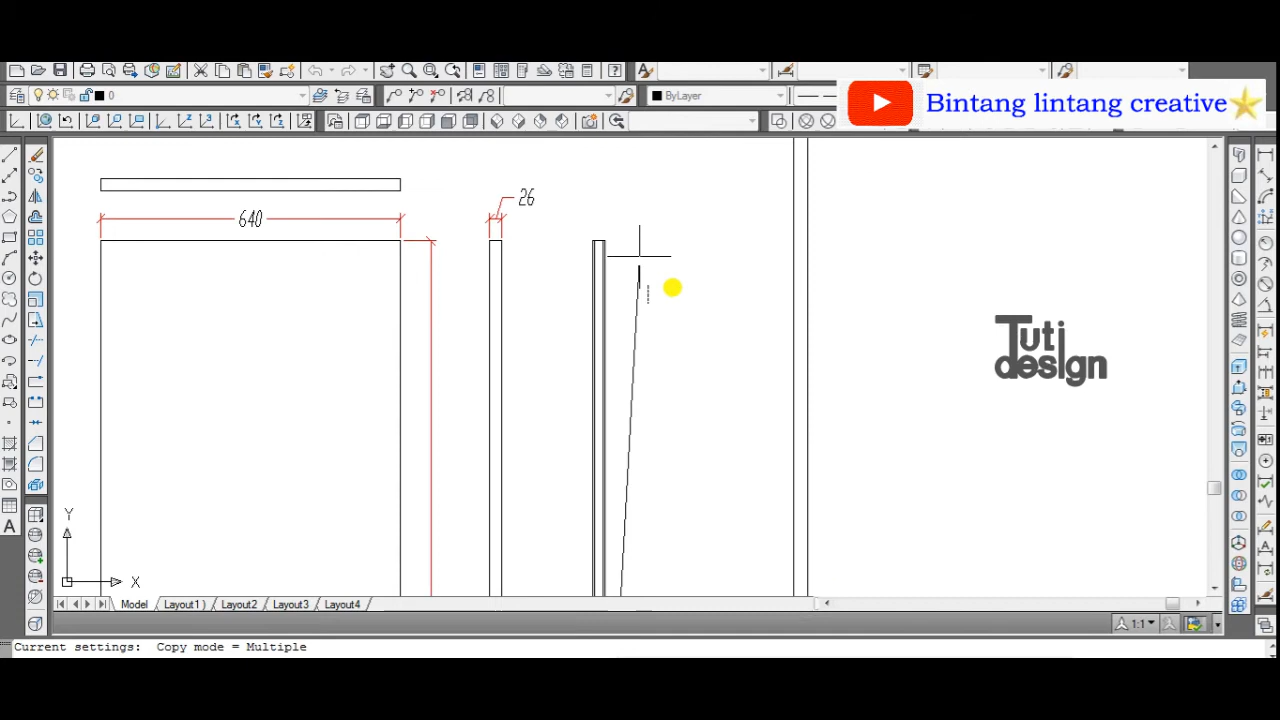 0
ByLayer
Bintang lintang creative
26
640
Tuti
design
Y
X
A
Model
Layout1 )
Layout2
Layout3
Layout4
1:1
Current settings: Copy mode = Multiple